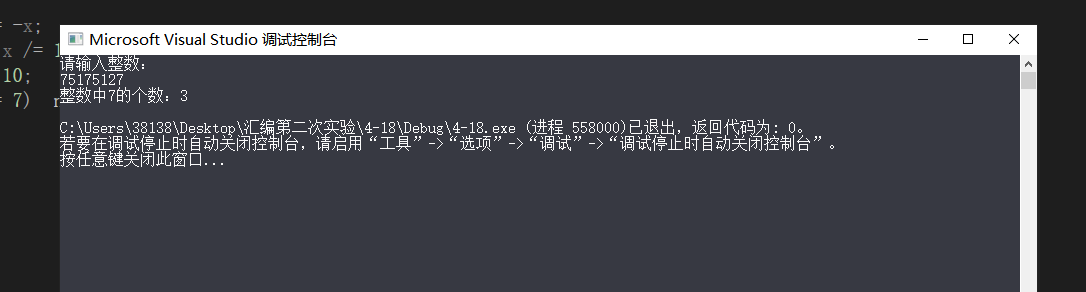 = -x;
Microsoft Visual Studio 调试控制台
x /= 1
请输入整数:
10;
75175127
= 7) r
整数中7的个数: 3
C:\Users\38138\Desktop\汇编第二次实验\4-18\Debug\4-18.exe (进程 558000)已退出，返回代码为: 0。
若要在调试停止时自动关闭控制台，请启用“工具”->“选项”->“调试”->“调试停止时自动关闭控制台”。
按任意键关闭此窗口...